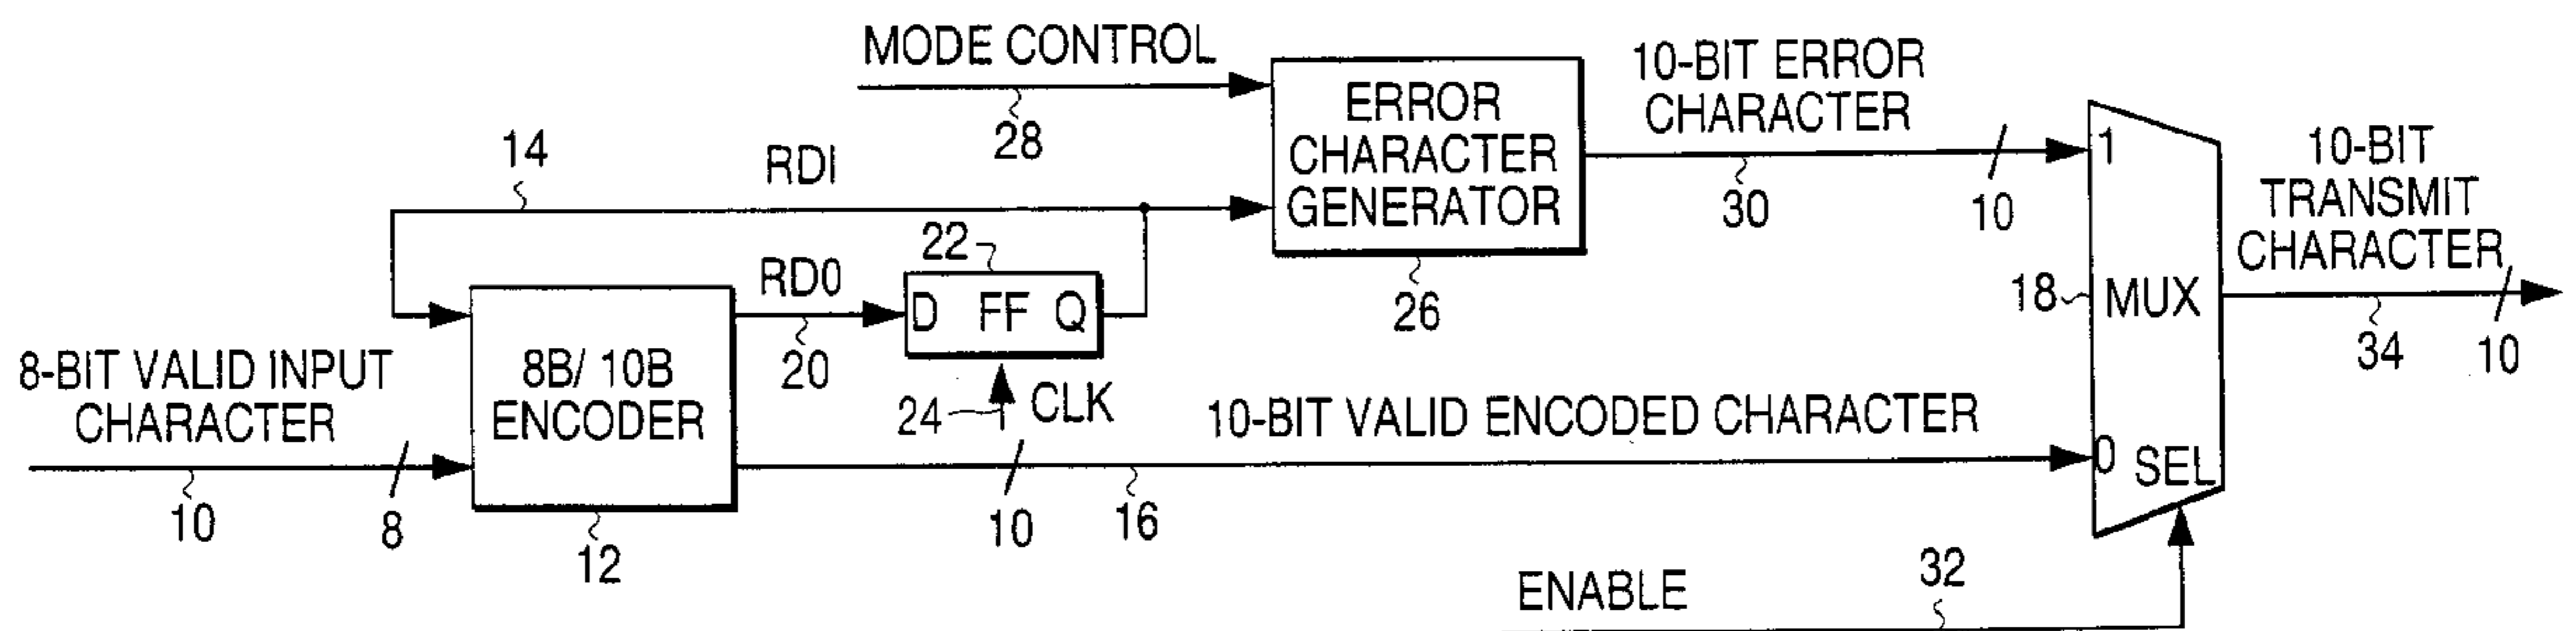 MODE CONTROL
28
ERROR
CHARACTER
GENERATOR
26
10-BIT ERROR
CHARACTER
30
10
14
RDI
22
RD0
20
D FF Q
24
CLK
8-BIT VALID INPUT
CHARACTER
10
8
8B/ 10B
ENCODER
12
10
16
10-BIT VALID ENCODED CHARACTER
1
18
MUX
0
SEL
10-BIT
TRANSMIT
CHARACTER
34
10
ENABLE
32